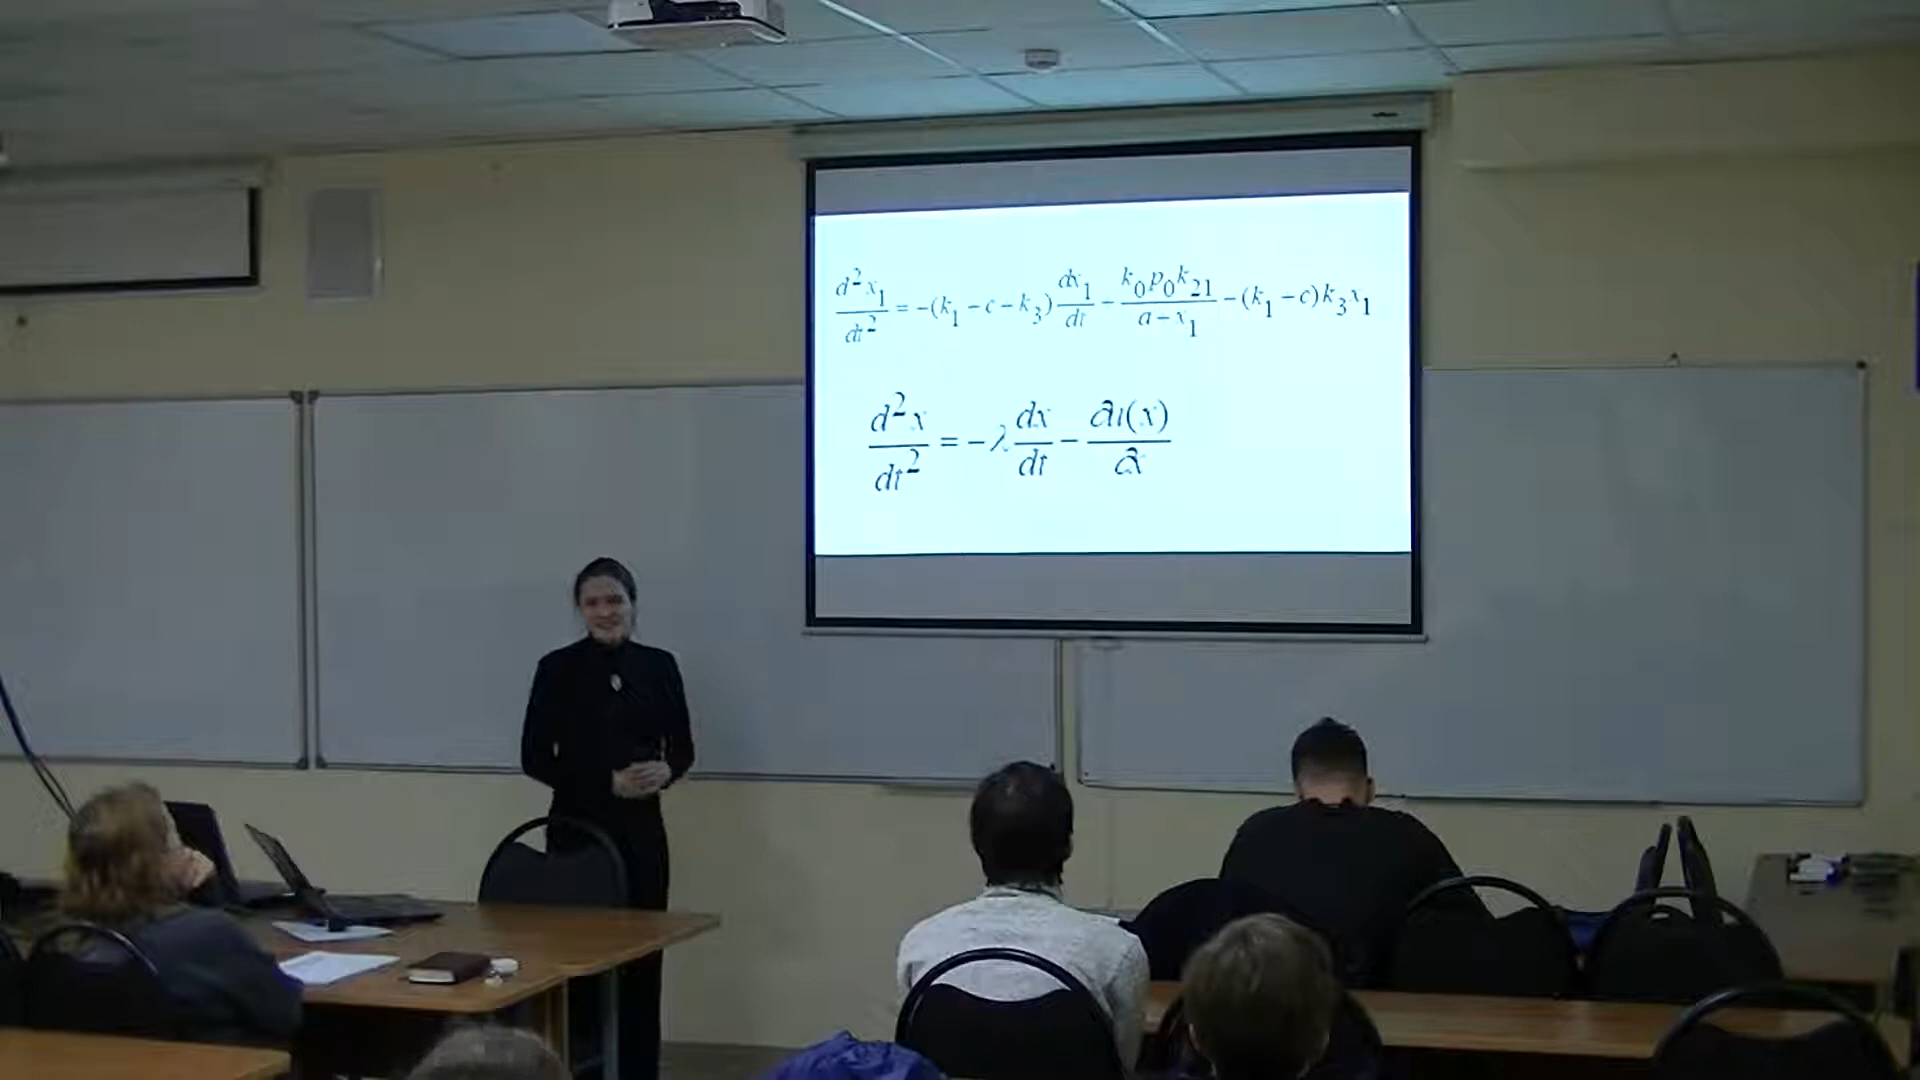 d²x₁/dt² = -(k₁ - c - k₃) dx₁/dt - k₀p₀k₂₁/(a - x₁) - (k₁ - c)k₃x₁
d²x/dt² = -λ dx/dt - ∂u(x)/∂x